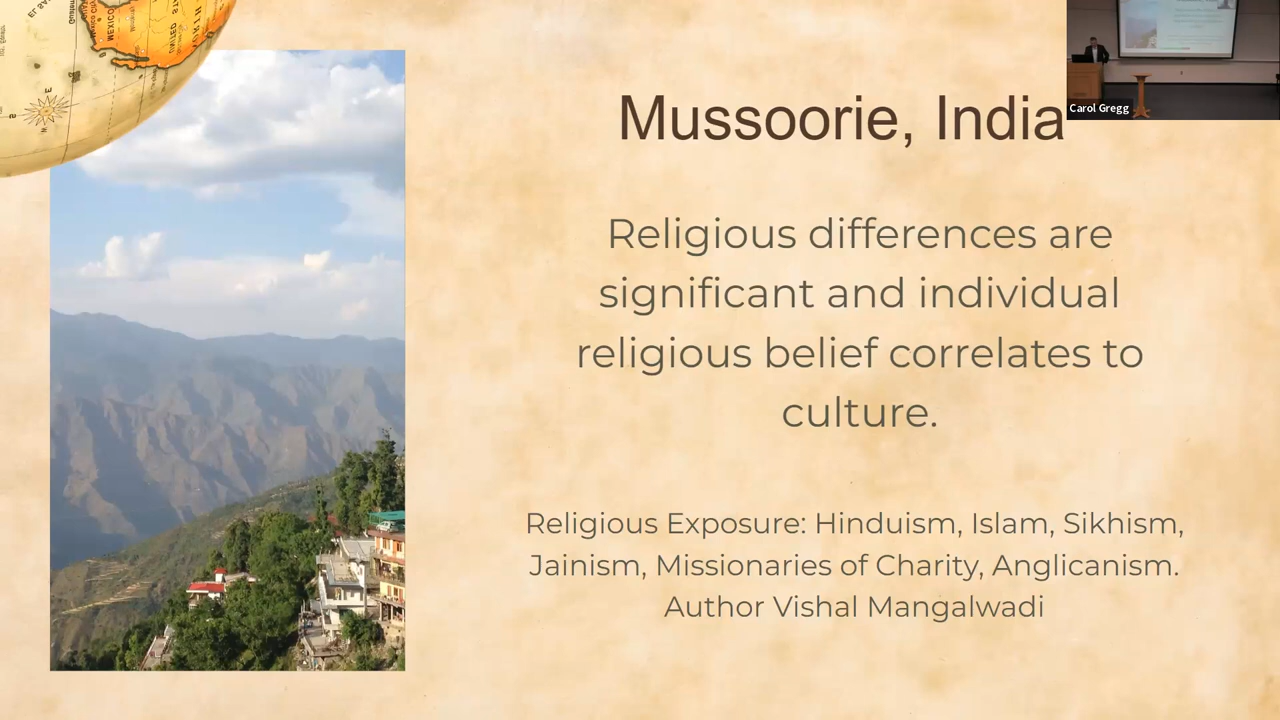 MEXICO
Mussoorie, India
Carol Gregg
Religious differences are
significant and individual
religious belief correlates to
culture.
Religious Exposure: Hinduism, Islam, Sikhism,
Jainism, Missionaries of Charity, Anglicanism.
Author Vishal Mangalwadi